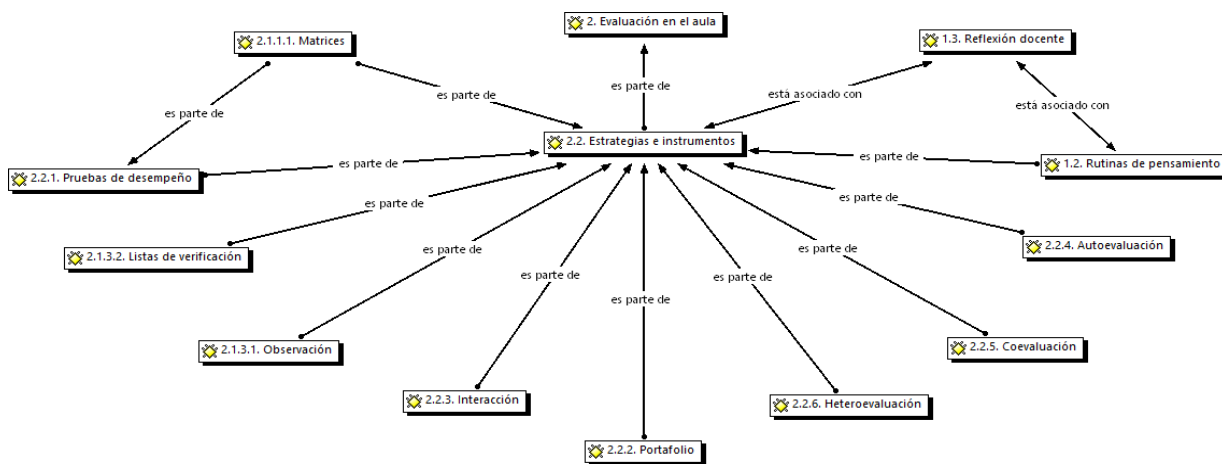 2. Evaluación en el aula
2.1.1.1. Matrices
1.3. Reflexión docente
es parte de
es parte de
es parte de
está asociado con
está asociado con
2.2. Estrategias e instrumentos
es parte de
es parte de
2.2.1. Pruebas de desempeño
1.2. Rutinas de pensamiento
es parte de
es parte de
2.1.3.2. Listas de verificación
2.2.4. Autoevaluación
es parte de
es parte de
es parte de
es parte de
es parte de
2.1.3.1. Observación
2.2.5. Coevaluación
2.2.3. Interacción
2.2.6. Heteroevaluación
2.2.2. Portafolio